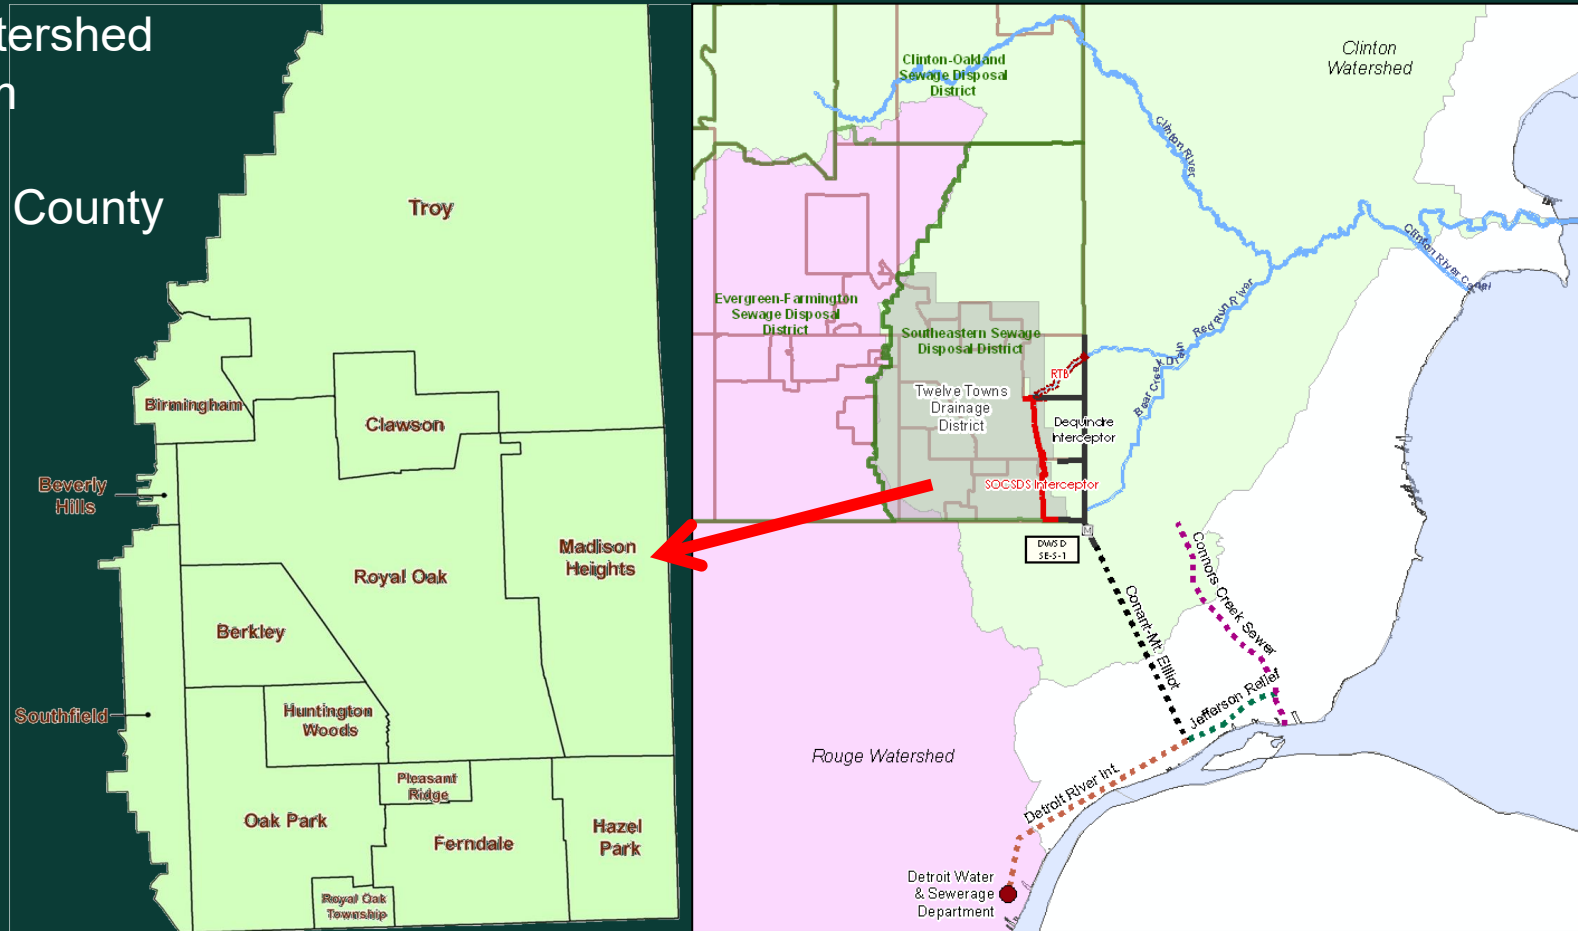 tershed
County
Troy
Birmingham
Clawson
Beverly
Hills
Madison
Heights
Royal Oak
Berkley
Southfield
Huntington
Woods
Pleasant
Ridge
Oak Park
Ferndale
Hazel
Park
Royal Oak
Township
Clinton
Watershed
Clinton-Oakland
Sewage Disposal
District
Clinton River
Clinton River Canal
Evergreen-Farmington
Sewage Disposal
District
Southeastern Sewage
Disposal District
Red Run River
Bear Creek Drain
RTB
Twelve Towns
Drainage
District
Dequindre
Interceptor
SOCSDS Interceptor
M
DWSD
SE-S-1
Connors Creek Sewer
Conant-Mt. Elliot
Jefferson Relief
Rouge Watershed
Detroit River Int.
Detroit Water
& Sewerage
Department